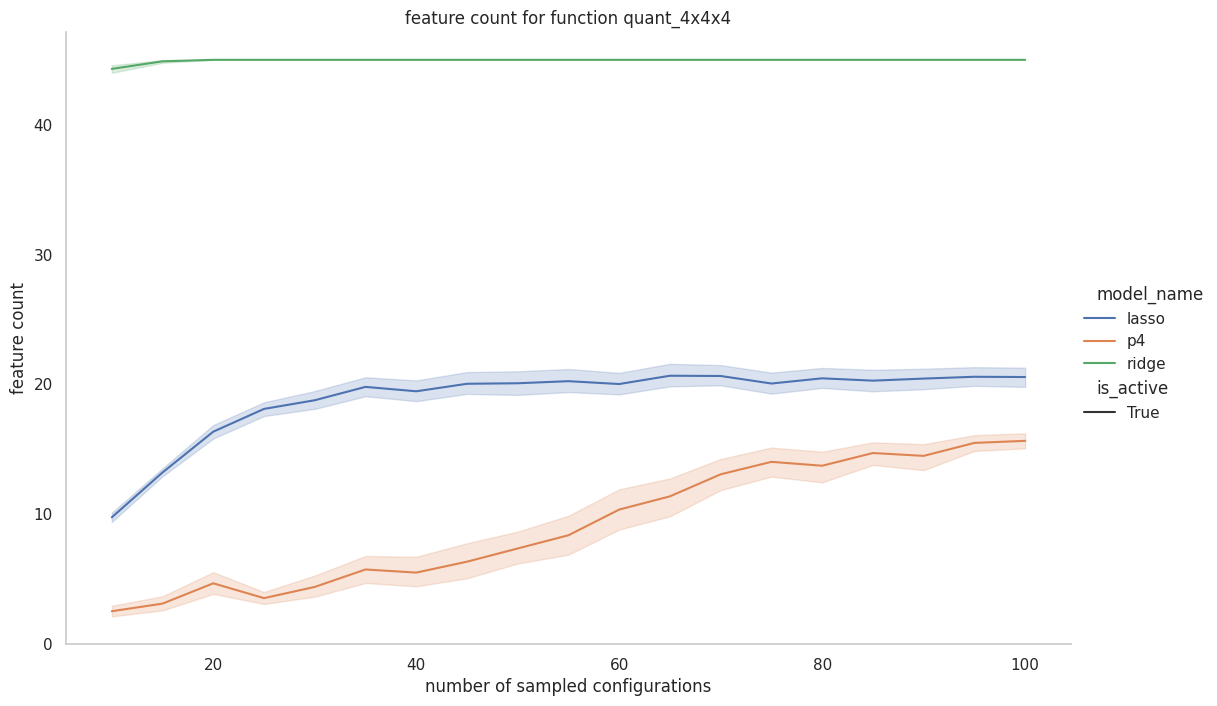 feature count for function quant_4x4x4
feature count
40
30
20
10
0
20
40
60
80
100
number of sampled configurations
model_name
lasso
p4
ridge
is_active
True